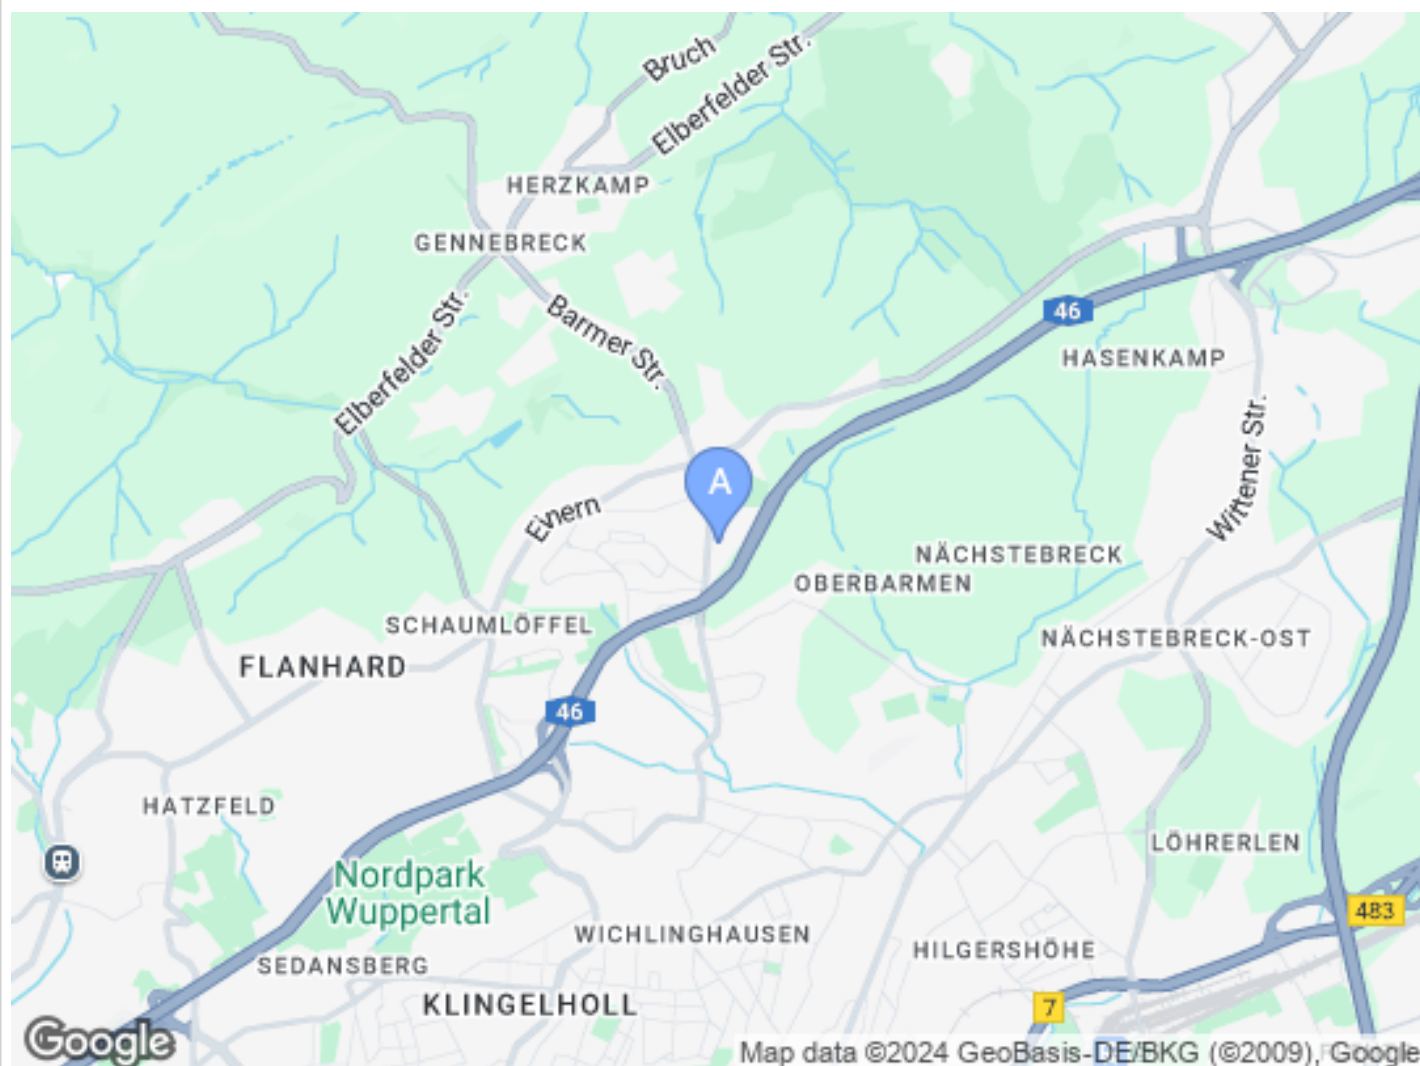 Bruch
Elberfelder Str.
HERZKAMP
GENNEBRECK
Elberfelder Str.
Barmer Str.
46
HASENKAMP
Wittener Str.
A
Einern
NÄCHSTEBRECK
OBERBARMEN
SCHAUMLÖFFEL
NÄCHSTEBRECK-OST
FLANHARD
46
HATZFELD
LÖHRERLEN
Nordpark
Wuppertal
483
WICHLINGHAUSEN
HILGERSHÖHE
SEDANSBERG
KLINGELHOLL
7
Google
Map data ©2024 GeoBasis-DE/BKG (©2009), Google